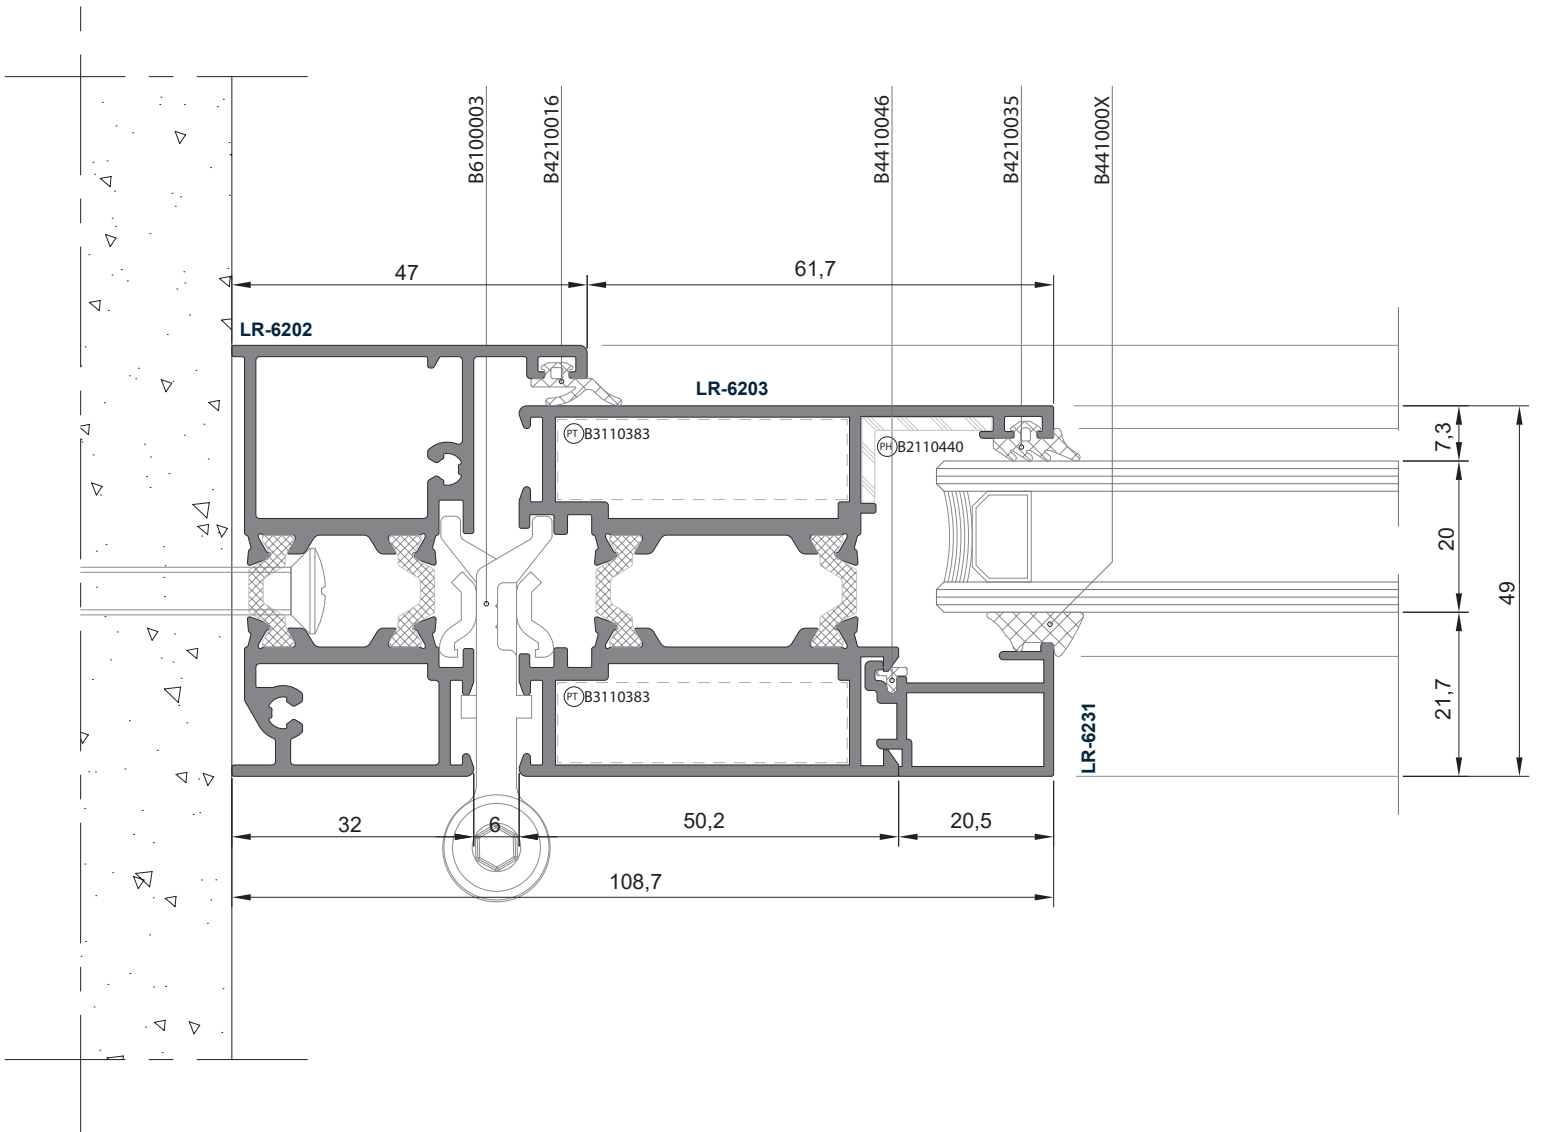 B6100003
B4210016
B4410046
B4210035
B441000X
47
61,7
LR-6202
LR-6203
PT B3110383
PH B2110440
7,3
20
49
PT B3110383
21,7
LR-6231
32
6
50,2
20,5
108,7